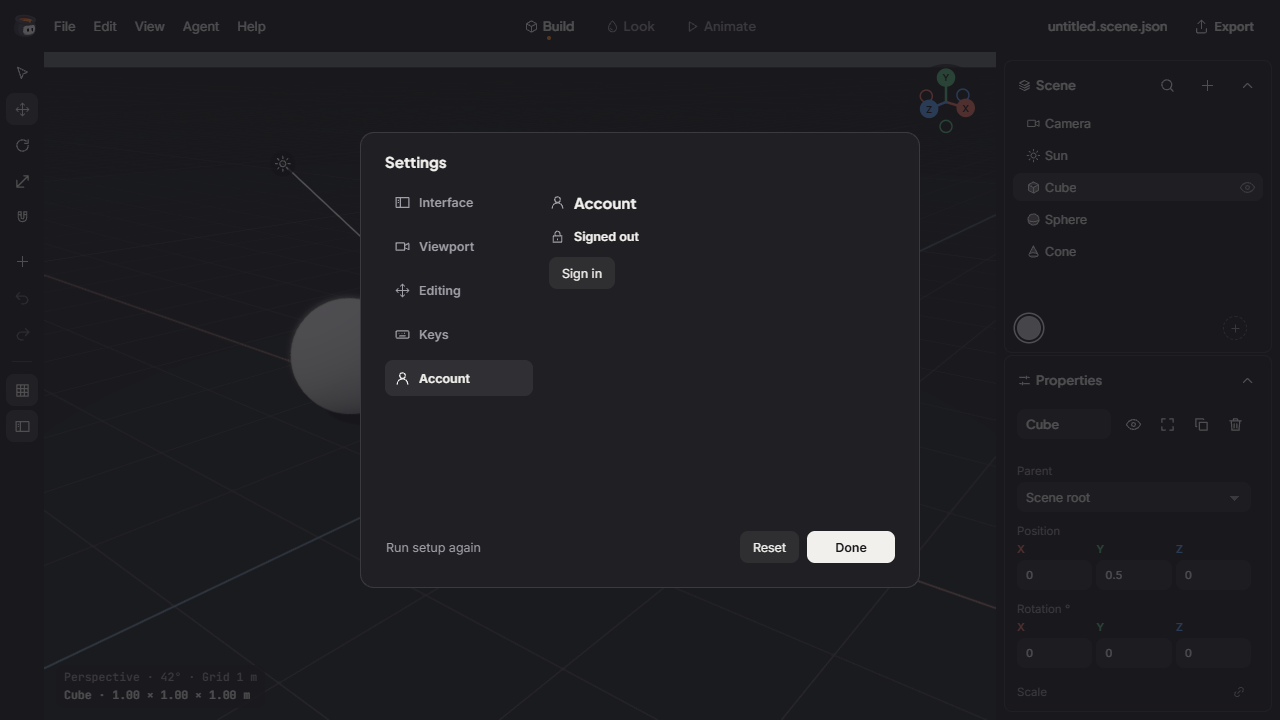 File Edit View Agent Help
Build Look Animate
untitled.scene.json Export
Y
Z X
Scene
Camera
Sun
Cube
Sphere
Cone
Settings
Interface
Viewport
Editing
Keys
Account
Account
Signed out
Sign in
Run setup again
Reset Done
Properties
Cube
Parent
Scene root
Position
X Y Z
0 0.5 0
Rotation *
X Y Z
0 0 0
Scale
Perspective · 42° · Grid 1 m
Cube · 1.00 × 1.00 × 1.00 m